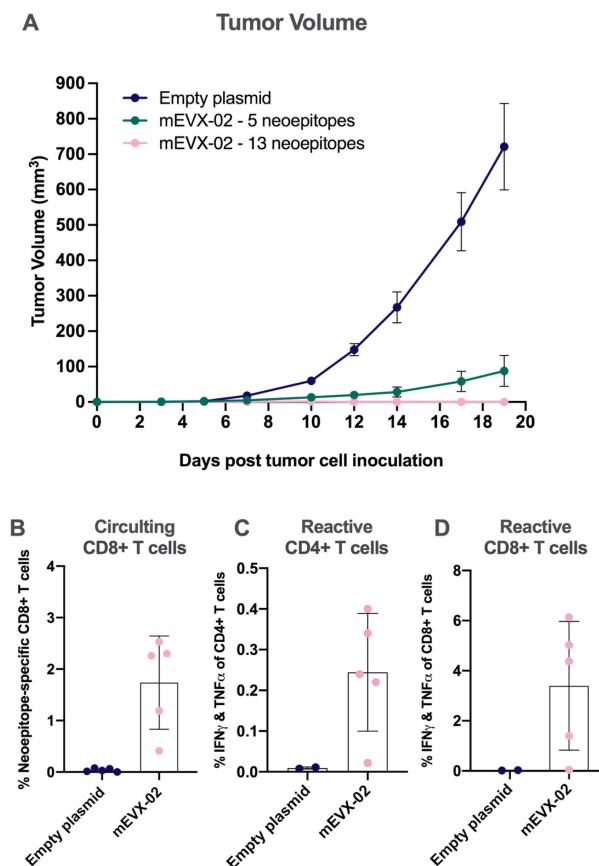 A
Tumor Volume
Empty plasmid
mEVX-02 - 5 neoepitopes
mEVX-02 - 13 neoepitopes
Tumor Volume (mm³)
900
800
700
600
500
400
300
200
100
0
0 2 4 6 8 10 12 14 16 18 20
Days post tumor cell inoculation
B
Circulting
CD8+ T cells
% Neoepitope-specific CD8+ T cells
4
3
2
1
0
Empty plasmid
mEVX-02
C
Reactive
CD4+ T cells
% IFNγ & TNFα of CD4+ T cells
0.5
0.4
0.3
0.2
0.1
0.0
Empty plasmid
mEVX-02
D
Reactive
CD8+ T cells
% IFNγ & TNFα of CD8+ T cells
8
6
4
2
0
Empty plasmid
mEVX-02